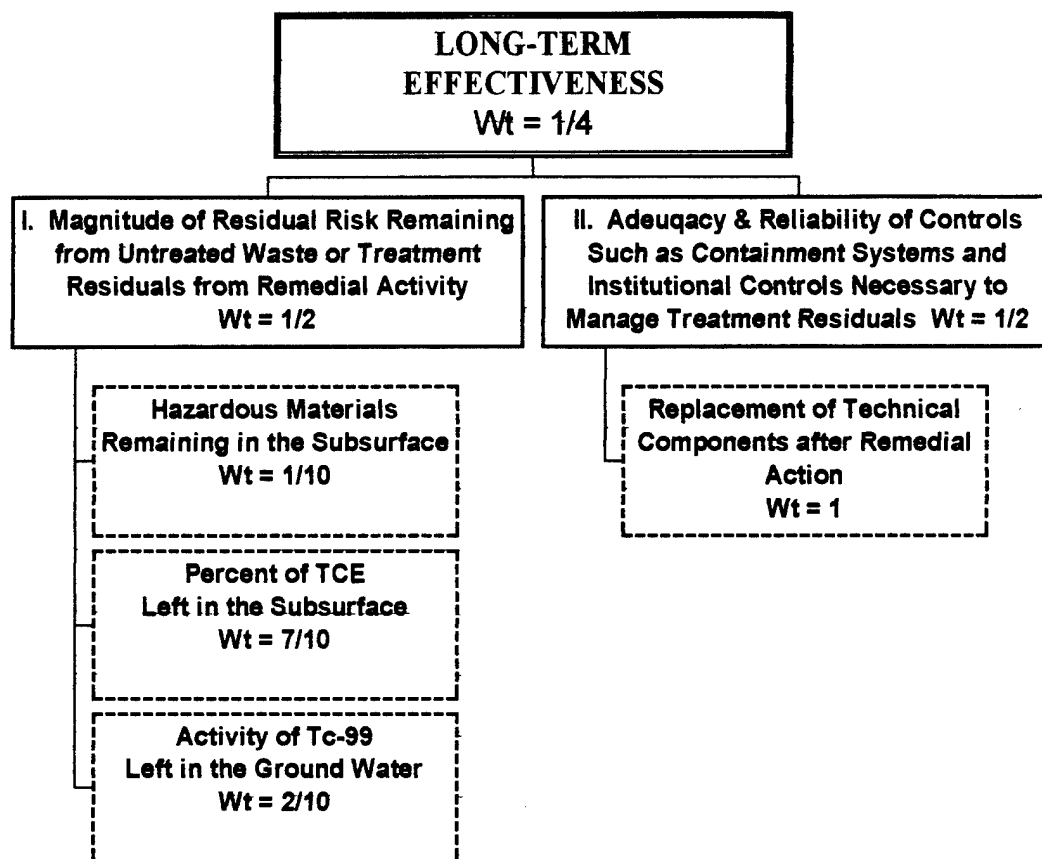 LONG-TERM
EFFECTIVENESS
Wt = 1/4
I. Magnitude of Residual Risk Remaining
from Untreated Waste or Treatment
Residuals from Remedial Activity
Wt = 1/2
II. Adeuqacy & Reliability of Controls
Such as Containment Systems and
Institutional Controls Necessary to
Manage Treatment Residuals Wt = 1/2
Hazardous Materials
Remaining in the Subsurface
Wt = 1/10
Percent of TCE
Left in the Subsurface
Wt = 7/10
Activity of Tc-99
Left in the Ground Water
Wt = 2/10
Replacement of Technical
Components after Remedial
Action
Wt = 1